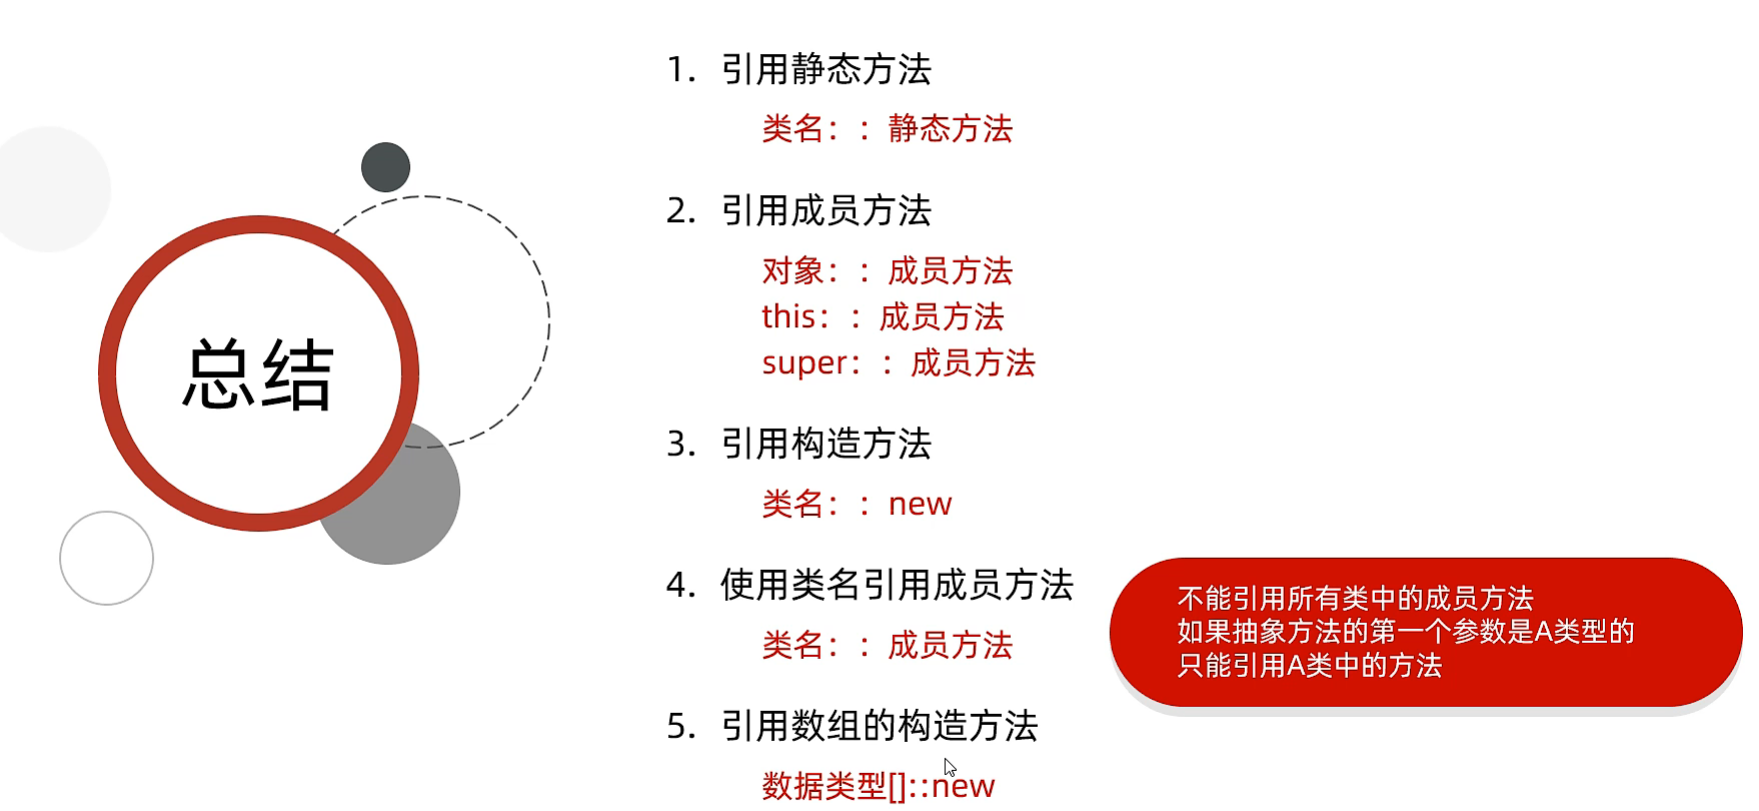 总结
1. 引用静态方法
类名：：静态方法
2. 引用成员方法
对象：：成员方法
this：：成员方法
super：：成员方法
3. 引用构造方法
类名：：new
4. 使用类名引用成员方法
类名：：成员方法
不能引用所有类中的成员方法
如果抽象方法的第一个参数是A类型的
只能引用A类中的方法
5. 引用数组的构造方法
数据类型[]::new